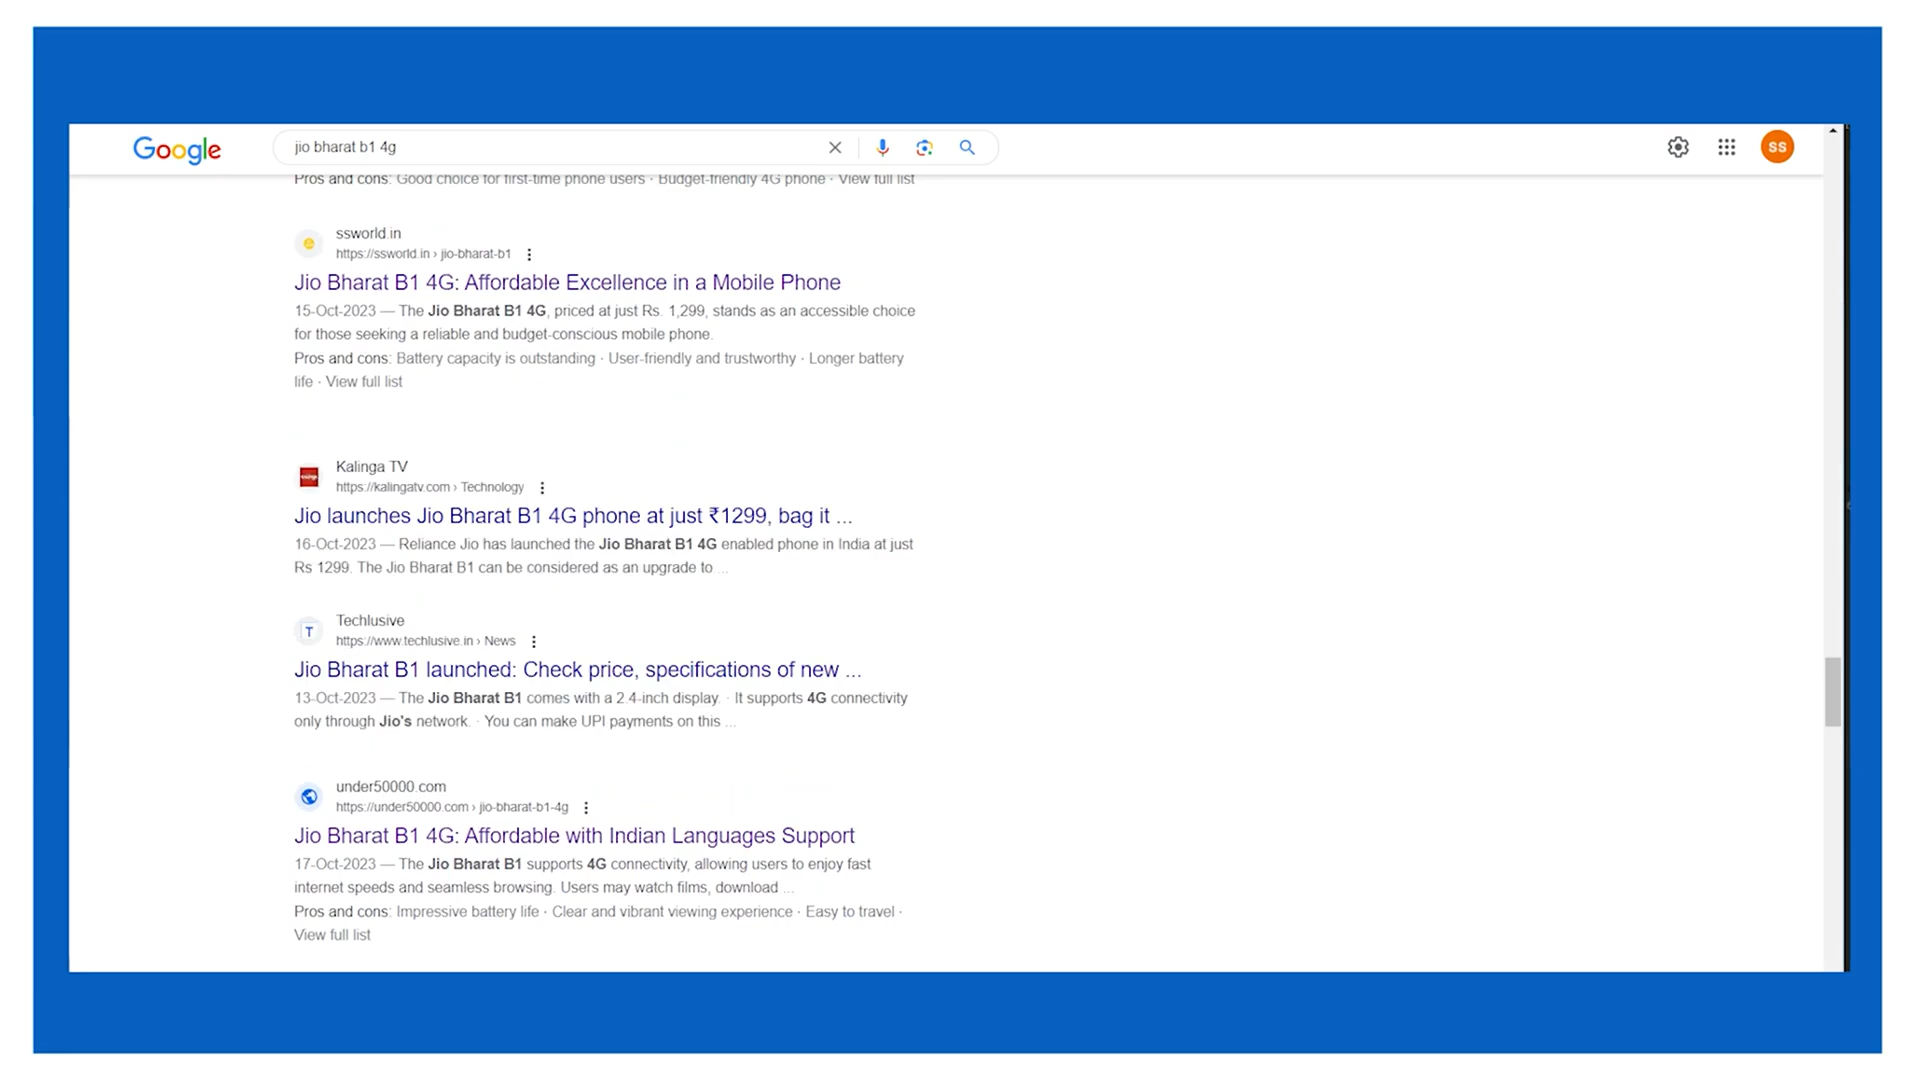 Google
jio bharat b1 4g
SS
Pros and cons: Good choice for first-time phone users · Budget-friendly 4G phone · View full list
ssworld.in
https://ssworld.in › jio-bharat-b1
Jio Bharat B1 4G: Affordable Excellence in a Mobile Phone
15-Oct-2023 — The Jio Bharat B1 4G, priced at just Rs. 1,299, stands as an accessible choice
for those seeking a reliable and budget-conscious mobile phone.
Pros and cons: Battery capacity is outstanding · User-friendly and trustworthy · Longer battery
life · View full list
Kalinga TV
https://kalingatv.com › Technology
Jio launches Jio Bharat B1 4G phone at just ₹1299, bag it ...
16-Oct-2023 — Reliance Jio has launched the Jio Bharat B1 4G enabled phone in India at just
Rs 1299. The Jio Bharat B1 can be considered as an upgrade to ...
T
Techlusive
https://www.techlusive.in › News
Jio Bharat B1 launched: Check price, specifications of new ...
13-Oct-2023 — The Jio Bharat B1 comes with a 2.4-inch display. · It supports 4G connectivity
only through Jio's network. · You can make UPI payments on this ...
under50000.com
https://under50000.com › jio-bharat-b1-4g
Jio Bharat B1 4G: Affordable with Indian Languages Support
17-Oct-2023 — The Jio Bharat B1 supports 4G connectivity, allowing users to enjoy fast
internet speeds and seamless browsing. Users may watch films, download ...
Pros and cons: Impressive battery life · Clear and vibrant viewing experience · Easy to travel ·
View full list